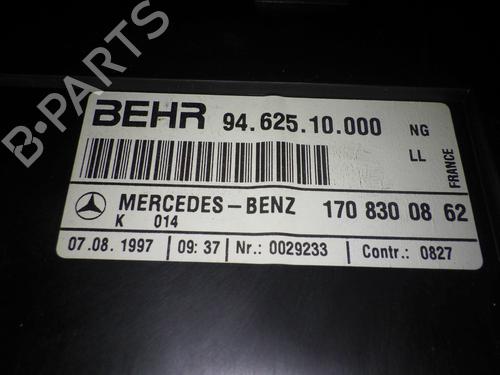 BEHR 94.625.10.000 NG
LL
FRANCE
MERCEDES-BENZ 170 830 08 62
K 014
07.08. 1997 09: 37 Nr.: 0029233 Contr.: 0827
B-PARTS